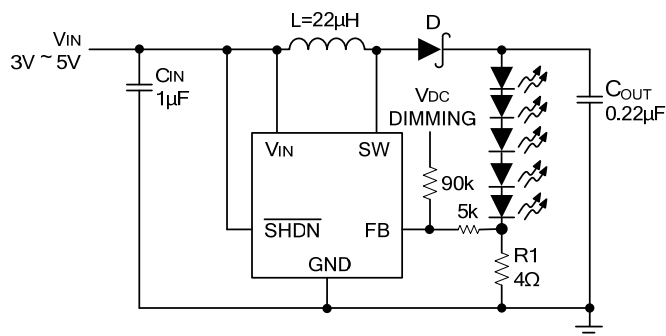 VIN
3V ~ 5V
CIN
1μF
L=22μH
D
VDC
DIMMING
90k
5k
VIN
SW
SHDN
FB
GND
R1
4Ω
COUT
0.22μF